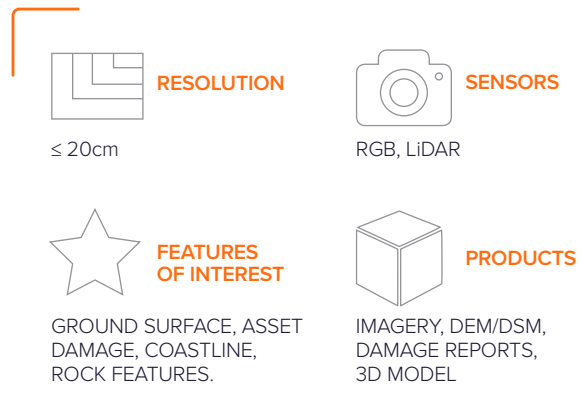 RESOLUTION
≤ 20cm
SENSORS
RGB, LiDAR
FEATURES
OF INTEREST
GROUND SURFACE, ASSET
DAMAGE, COASTLINE,
ROCK FEATURES.
PRODUCTS
IMAGERY, DEM/DSM,
DAMAGE REPORTS,
3D MODEL